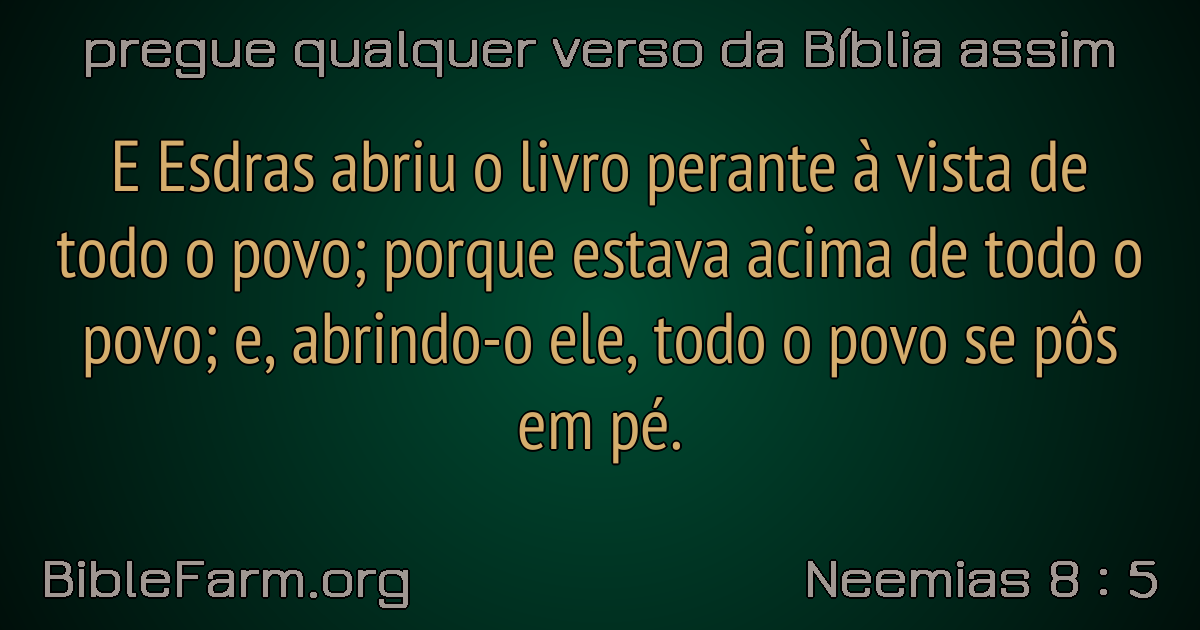 pregue qualquer verso da Bíblia assim
E Esdras abriu o livro perante à vista de
todo o povo; porque estava acima de todo o
povo; e, abrindo-o ele, todo o povo se pôs
em pé.
BibleFarm.org
Neemias 8 : 5